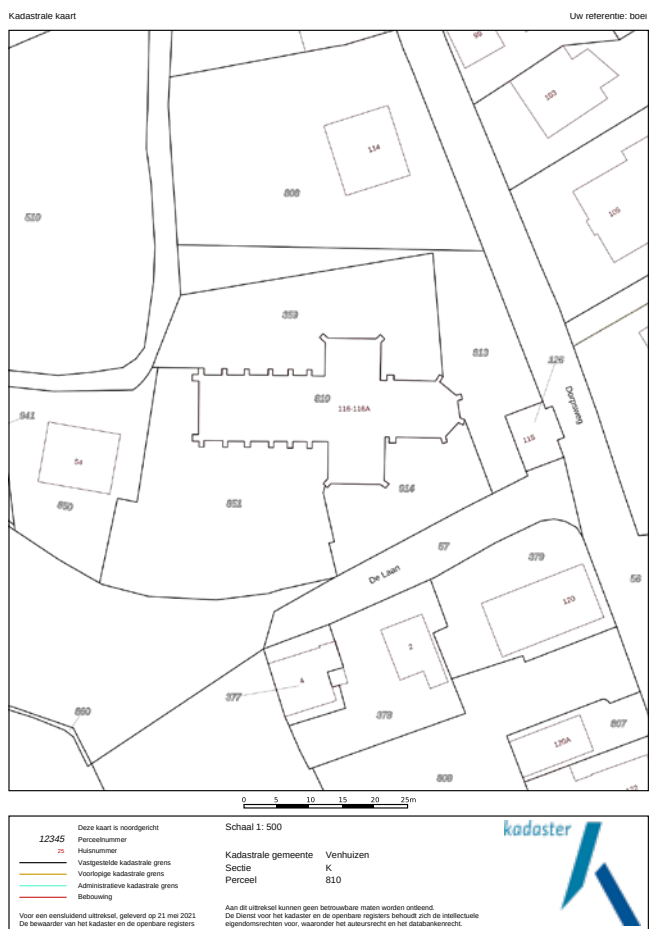 Kadastrale kaart
Uw referentie: boei
99
103
114
105
808
519
859
813
126
810
116-116A
Dorpsweg
941
54
115
850
851
914
57
379
56
De Laan
120
2
4
377
378
860
807
120A
809
0 5 10 15 20 25m
Deze kaart is noordgericht
12345 Perceelnummer
25 Huisnummer
Vastgestelde kadastrale grens
Voorlopige kadastrale grens
Administratieve kadastrale grens
Bebouwing
Voor een eensluidend uittreksel, geleverd op 21 mei 2021
De bewaarder van het kadaster en de openbare registers
Schaal 1: 500
Kadastrale gemeente Venhuizen
Sectie K
Perceel 810
Aan dit uittreksel kunnen geen betrouwbare maten worden ontleend.
De Dienst voor het kadaster en de openbare registers behoudt zich de intellectuele
eigendomsrechten voor, waaronder het auteursrecht en het databankenrecht.
kadaster